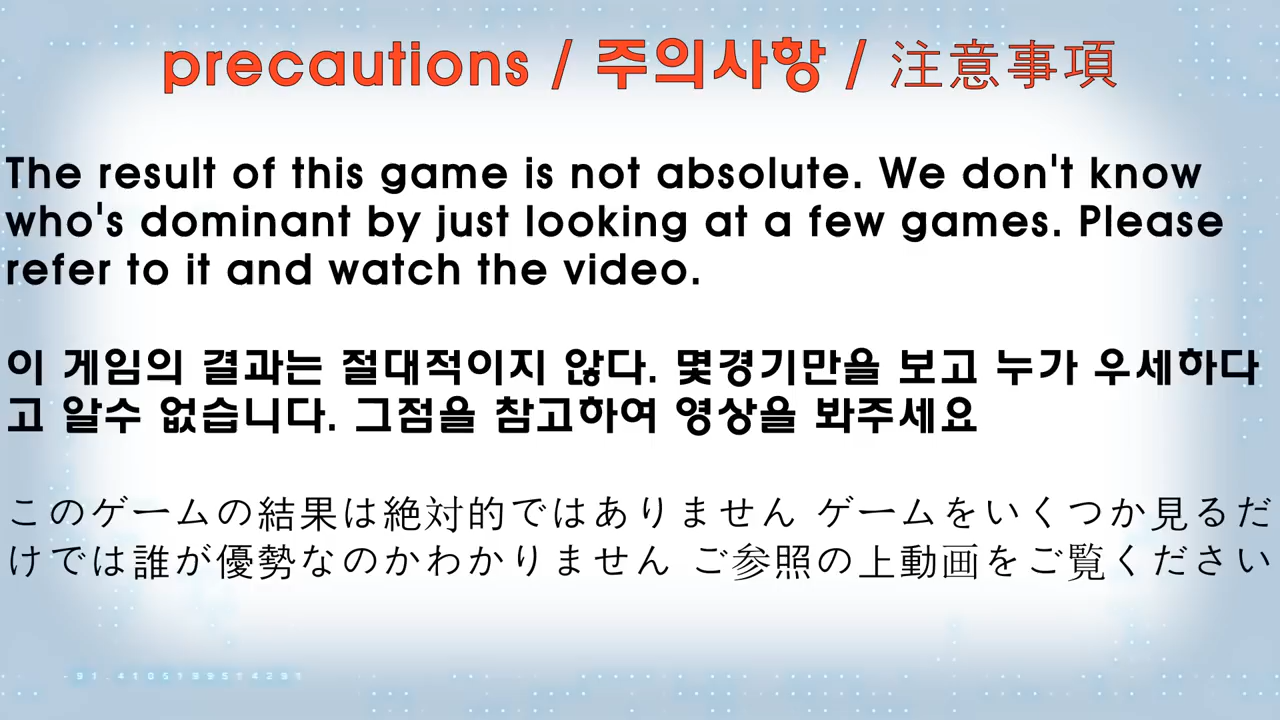 precautions / 주의사항 / 注意事項
The result of this game is not absolute. We don't know
who's dominant by just looking at a few games. Please
refer to it and watch the video.
이 게임의 결과는 절대적이지 않다. 몇경기만을 보고 누가 우세하다
고 알수 없습니다. 그점을 참고하여 영상을 봐주세요
このゲームの結果は絶対的ではありません ゲームをいくつか見るだ
けでは誰が優勢なのかわかりません ご参照の上動画をご覧ください